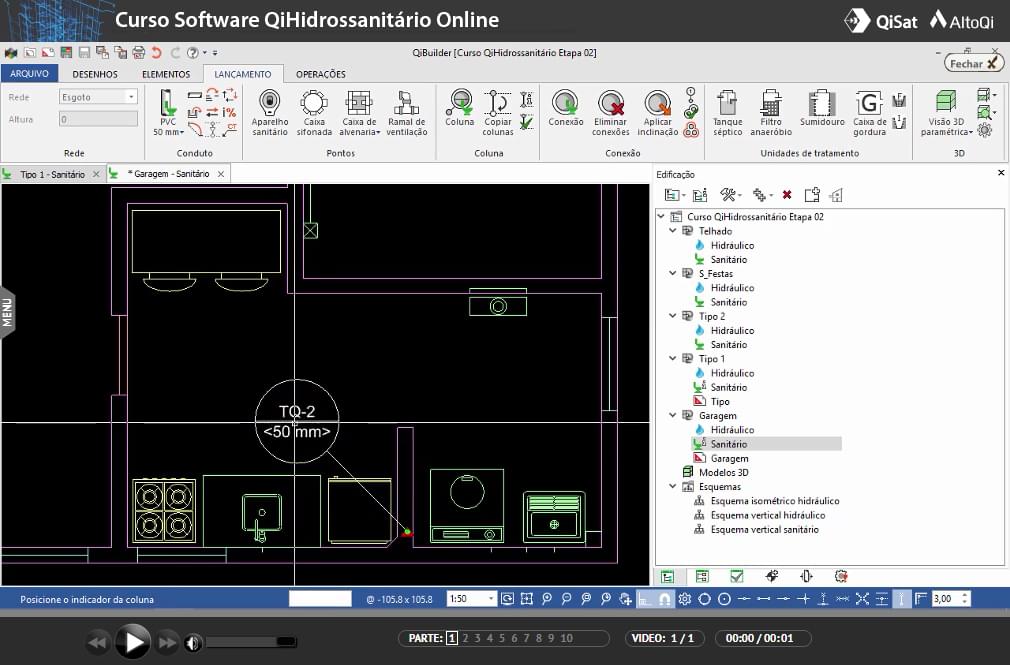 Curso Software QiHidrossanitário Online
QiSat AltoQi
QiBuilder [Curso QiHidrossanitário Etapa 02]
Fechar
ARQUIVO DESENHOS ELEMENTOS LANÇAMENTO OPERAÇÕES
Rede Esgoto
Altura 0
PVC
50 mm
Aparelho
sanitário
Caixa
sifonada
Caixa de
alvenaria
Ramal de
ventilação
Coluna
Copiar
colunas
Conexão
Eliminar
conexões
Aplicar
inclinação
Tanque
séptico
Filtro
anaeróbio
Sumidouro
Caixa de
gordura
Visão 3D
paramétrica
Rede Conduto Pontos Coluna Conexão Unidades de tratamento 3D
Tipo 1 - Sanitário * Garagem - Sanitário
Edificação
Curso QiHidrossanitário Etapa 02
Telhado
Hidráulico
Sanitário
S_Festas
Hidráulico
Sanitário
Tipo 2
Hidráulico
Sanitário
Tipo 1
Hidráulico
Sanitário
Tipo
Garagem
Hidráulico
Sanitário
Garagem
Modelos 3D
Esquemas
Esquema isométrico hidráulico
Esquema vertical hidráulico
Esquema vertical sanitário
MENU
TQ-2
<50 mm>
Posicione o indicador da coluna @ -105.8 x 105.8 1:50 3,00
PARTE: 1 2 3 4 5 6 7 8 9 10 VIDEO: 1 / 1 00:00 / 00:01